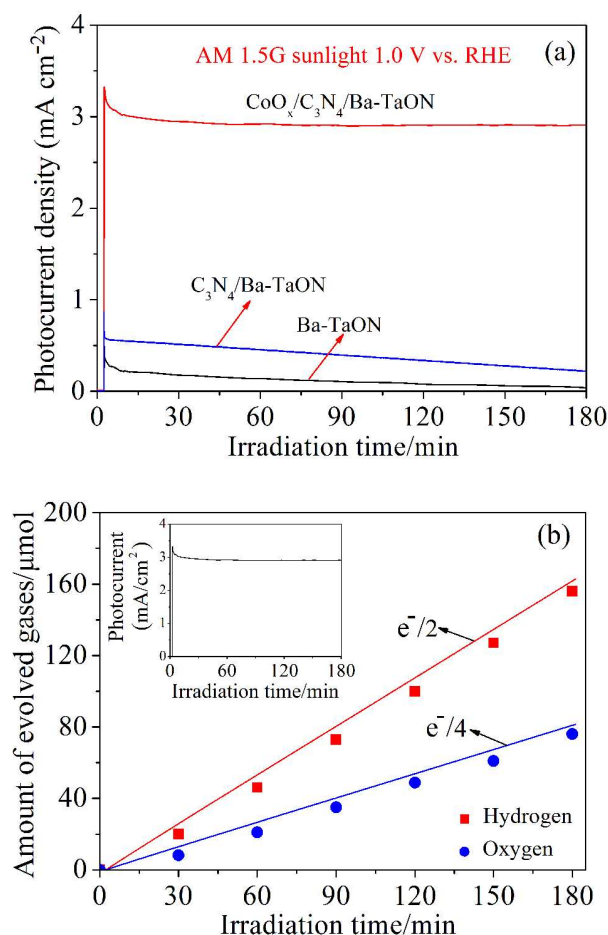 (a)
AM 1.5G sunlight 1.0 V vs. RHE
CoOₓ/C₃N₄/Ba-TaON
C₃N₄/Ba-TaON
Ba-TaON
Photocurrent density (mA cm⁻²)
4
3
2
1
0
0 30 60 90 120 150 180
Irradiation time/min
(b)
Amount of evolved gases/μmol
200
160
120
80
40
0
Photocurrent
(mA/cm²)
4
3
2
1
0
0 30 60 90 120 150 180
Irradiation time/min
e⁻/2
e⁻/4
Hydrogen
Oxygen
0 30 60 90 120 150 180
Irradiation time/min